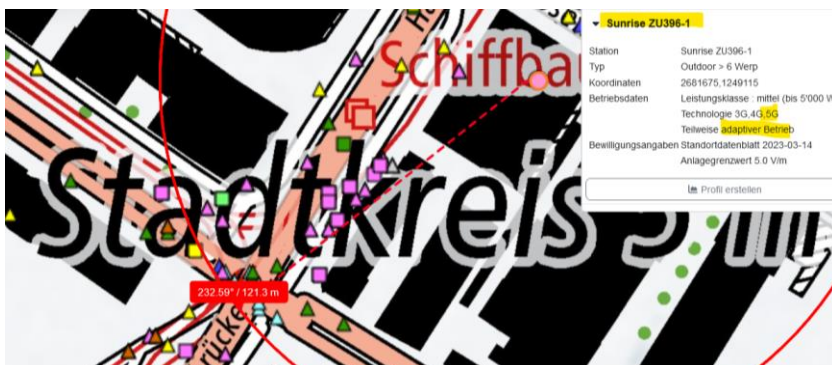 Sunrise ZU396-1
Station Sunrise ZU396-1
Typ Outdoor > 6 Werp
Koordinaten 2681675,1249115
Betriebsdaten Leistungsklasse : mittel (bis 5'000 W
Technologie 3G,4G,5G
Teilweise adaptiver Betrieb
Bewilligungsangaben Standortdatenblatt 2023-03-14
Anlagegrenzwert 5.0 V/m
Profil erstellen
Schiffbau
Stadtkreis 5
232.59° / 121.3 m
rücke